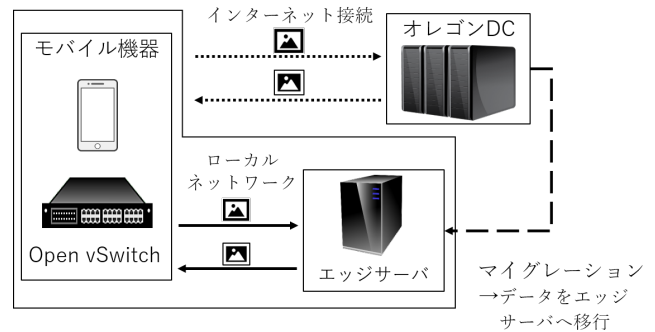 インターネット接続
モバイル機器
オレゴンDC
ローカル
ネットワーク
Open vSwitch
エッジサーバ
マイグレーション
→データをエッジ
サーバへ移行